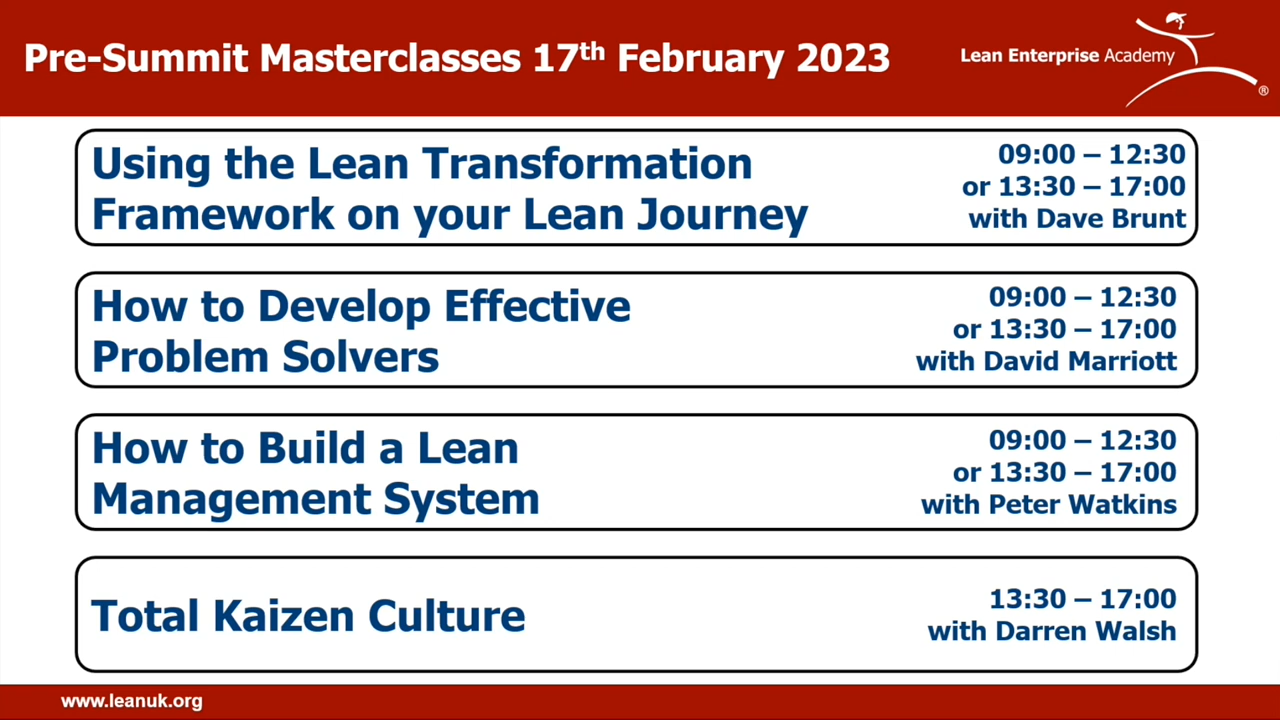 Pre-Summit Masterclasses 17th February 2023
Lean Enterprise Academy
®
Using the Lean Transformation
Framework on your Lean Journey
09:00 – 12:30
or 13:30 – 17:00
with Dave Brunt
How to Develop Effective
Problem Solvers
09:00 – 12:30
or 13:30 – 17:00
with David Marriott
How to Build a Lean
Management System
09:00 – 12:30
or 13:30 – 17:00
with Peter Watkins
Total Kaizen Culture
13:30 – 17:00
with Darren Walsh
www.leanuk.org